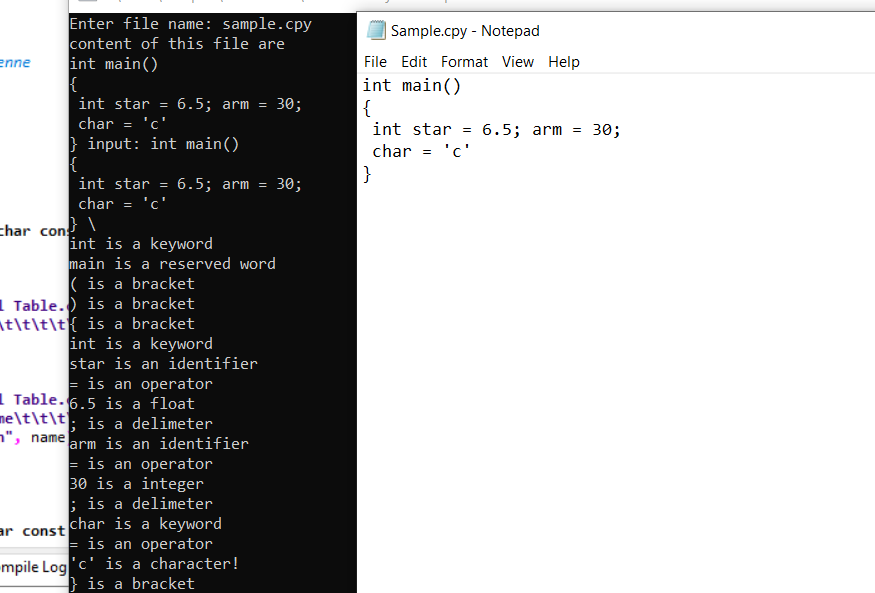 enne
char cons
l Table.
\t\t\t\t
l Table.
me\t\t\t
n", name
ar const
mpile Log
Enter file name: sample.cpy
content of this file are
int main()
{
 int star = 6.5; arm = 30;
 char = 'c'
} input: int main()
{
 int star = 6.5; arm = 30;
 char = 'c'
} \
int is a keyword
main is a reserved word
( is a bracket
) is a bracket
{ is a bracket
int is a keyword
star is an identifier
= is an operator
6.5 is a float
; is a delimeter
arm is an identifier
= is an operator
30 is a integer
; is a delimeter
char is a keyword
= is an operator
'c' is a character!
} is a bracket
Sample.cpy - Notepad
File Edit Format View Help
int main()
{
 int star = 6.5; arm = 30;
 char = 'c'
}